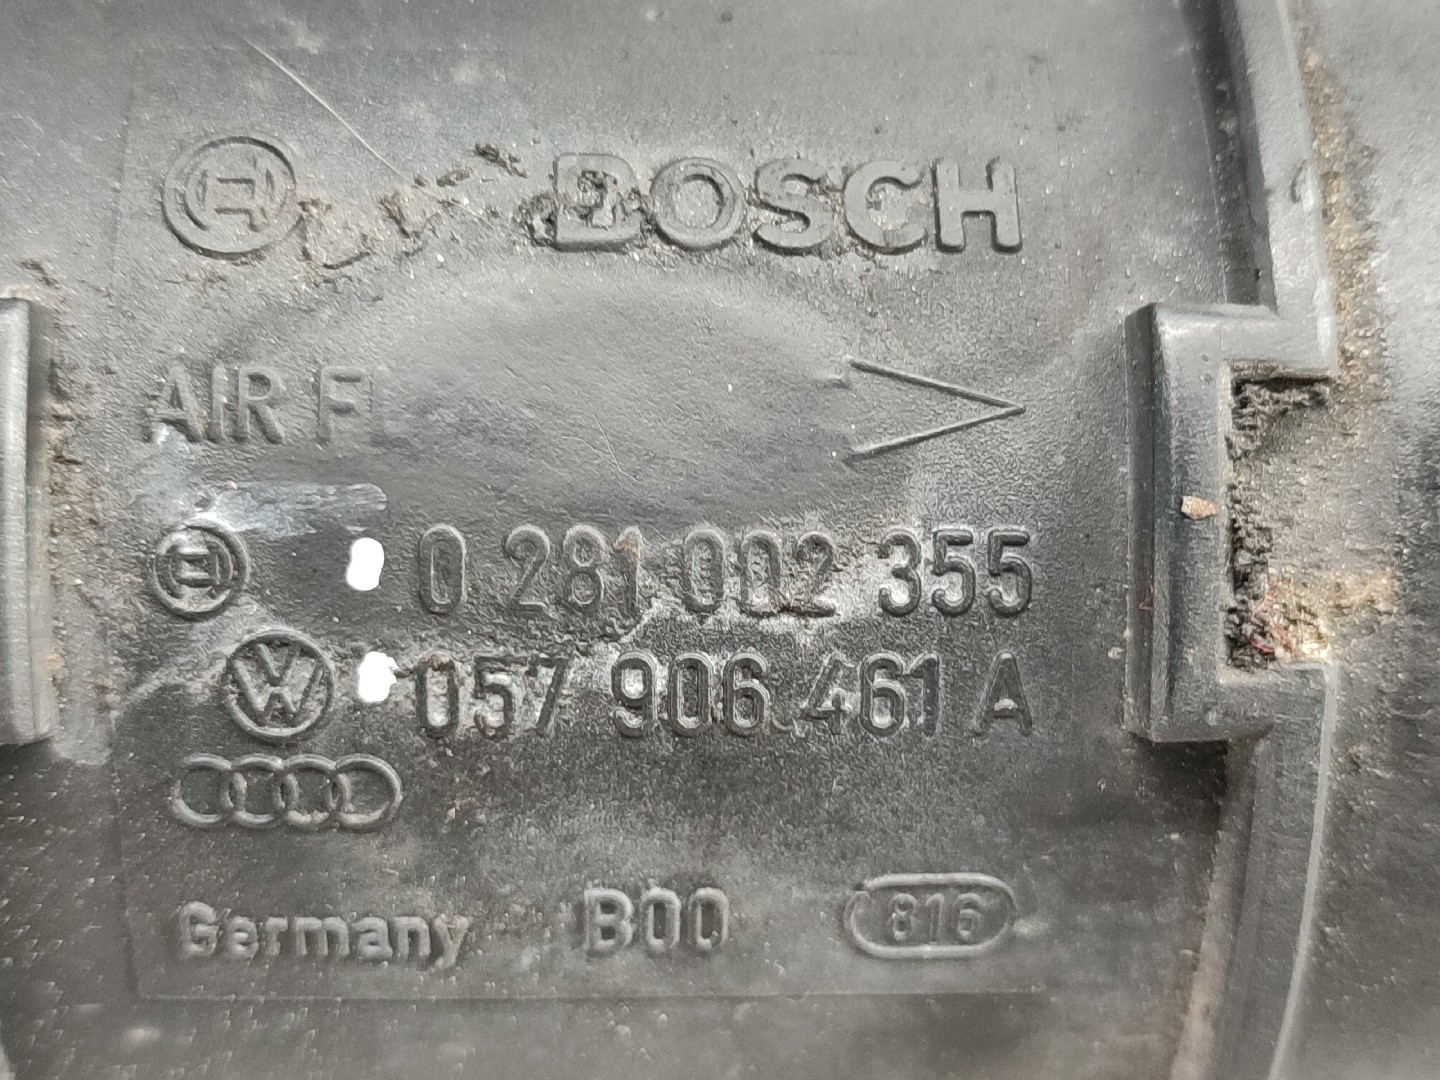 BOSCH
AIR FL
0 281 002 355
057 906 461 A
Germany B00 816